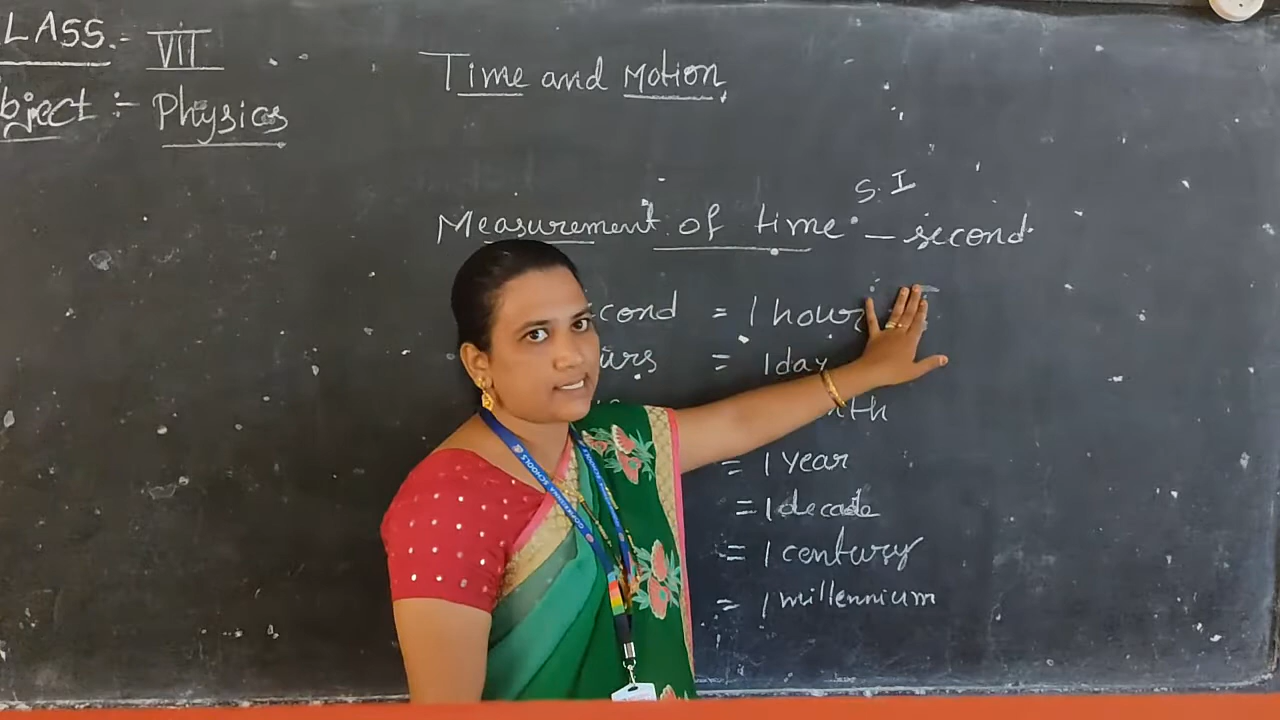 LASS:- VII
bject :- Physics
Time and Motion
S.I
Measurement of time - second
cond = 1 hour
urs = 1 day
nth
= 1 year
= 1 decade
= 1 century
= 1 millennium